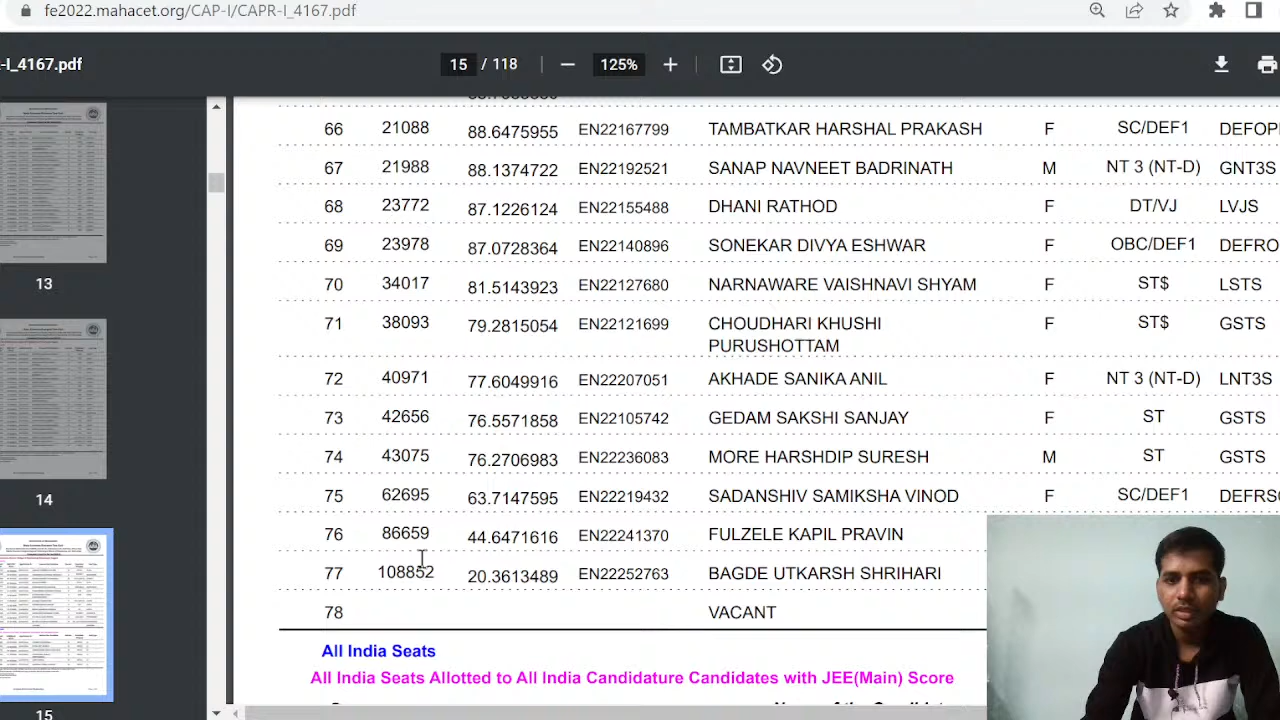 fe2022.mahacet.org/CAP-I/CAPR-I_4167.pdf
-I_4167.pdf 15 / 118 125%
66 21088 88.6475955 EN22167799 TAMBATKAR HARSHAL PRAKASH F SC/DEF1 DEFOP
67 21988 88.1374722 EN22192521 SANAP NAVNEET BADRINATH M NT 3 (NT-D) GNT3S
68 23772 87.1226124 EN22155488 DHANI RATHOD F DT/VJ LVJS
69 23978 87.0728364 EN22140896 SONEKAR DIVYA ESHWAR F OBC/DEF1 DEFRO
70 34017 81.5143923 EN22127680 NARNAWARE VAISHNAVI SHYAM F ST$ LSTS
71 38093 79.2815054 EN22121699 CHOUDHARI KHUSHI F ST$ GSTS
PURUSHOTTAM
72 40971 77.6049916 EN22207051 AKHADE SANIKA ANIL F NT 3 (NT-D) LNT3S
73 42656 76.5571858 EN22105742 GEDAM SAKSHI SANJAY F ST GSTS
74 43075 76.2706983 EN22236083 MORE HARSHDIP SURESH M ST GSTS
75 62695 63.7147595 EN22219432 SADANSHIV SAMIKSHA VINOD F SC/DEF1 DEFRS
76 86659 44.6471616 EN22241370 FULZELE KAPIL PRAVIN
77 108852 20.3613489 EN22252763 BAGDE UTKARSH SHRIHARI
78 VACANT
All India Seats
All India Seats Allotted to All India Candidature Candidates with JEE(Main) Score
13
14
15